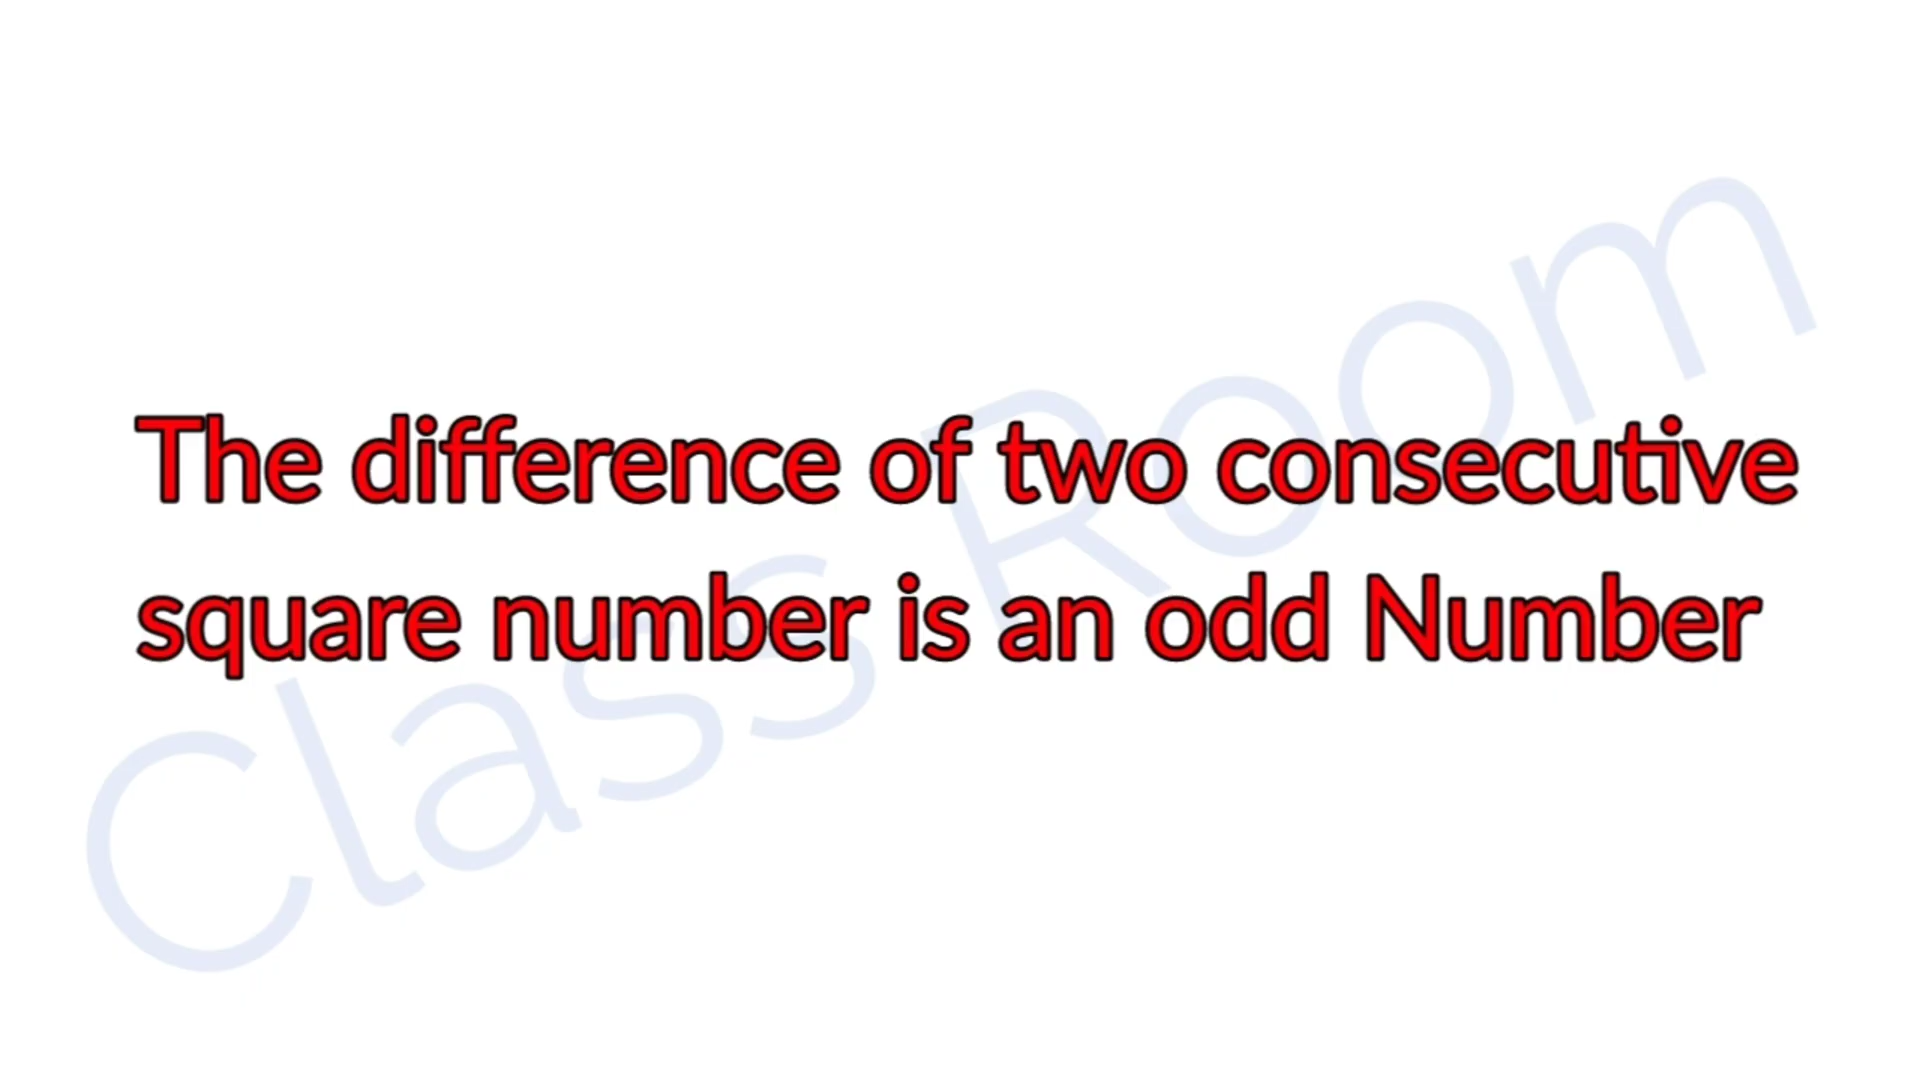 The difference of two consecutive
square number is an odd Number
Class Room